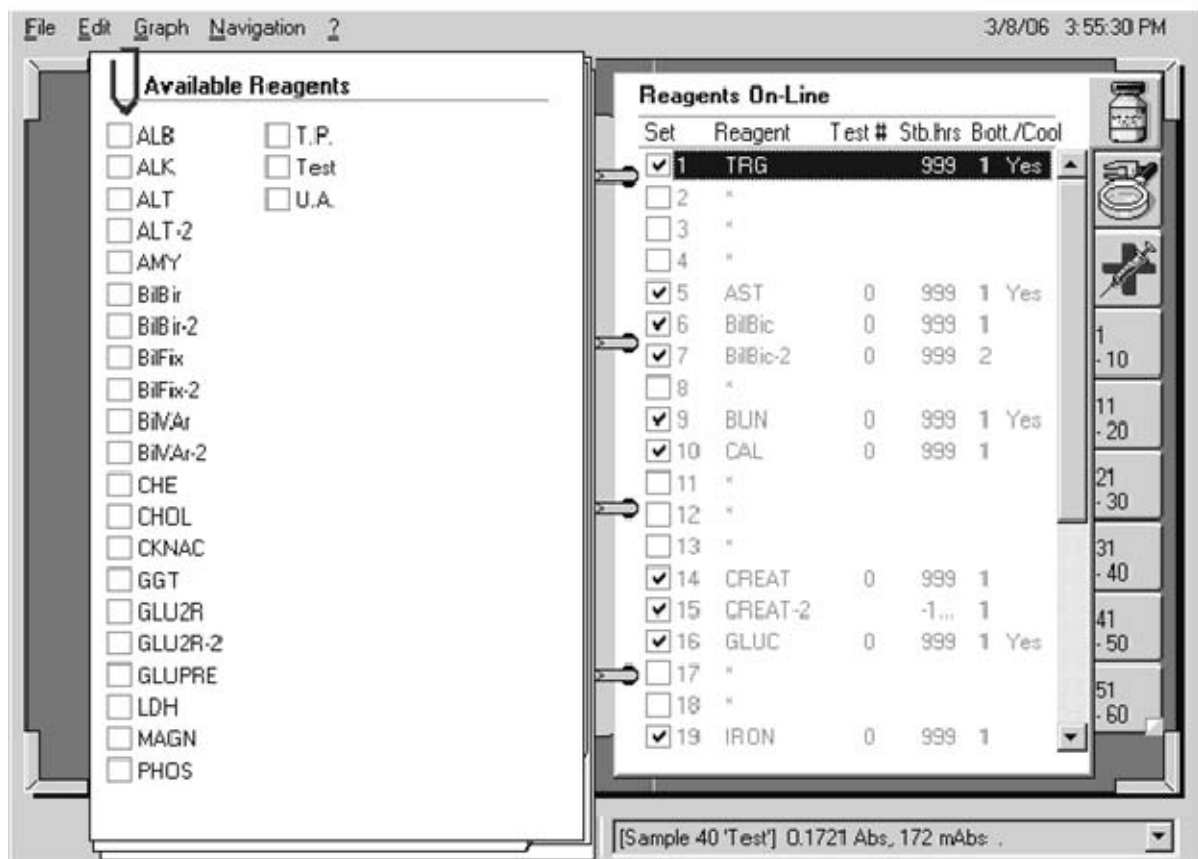 File Edit Graph Navigation ? 3/8/06 3:55:30 PM
Available Reagents
ALB T.P.
ALK Test
ALT U.A.
ALT-2
AMY
BilBir
BilBir-2
BilFix
BilFix-2
BilVAr
BilVAr-2
CHE
CHOL
CKNAC
GGT
GLU2R
GLU2R-2
GLUPRE
LDH
MAGN
PHOS
Reagents On-Line
Set Reagent Test # Stb.hrs Bott./Cool
1 TRG 999 1 Yes
2 *
3 *
4 *
5 AST 0 999 1 Yes
6 BilBic 0 999 1
7 BilBic-2 0 999 2
8 *
9 BUN 0 999 1 Yes
10 CAL 0 999 1
11 *
12 *
13 *
14 CREAT 0 999 1
15 CREAT-2 -1... 1
16 GLUC 0 999 1 Yes
17 *
18 *
19 IRON 0 999 1
1
- 10
11
- 20
21
- 30
31
- 40
41
- 50
51
- 60
[Sample 40 'Test'] 0.1721 Abs, 172 mAbs .